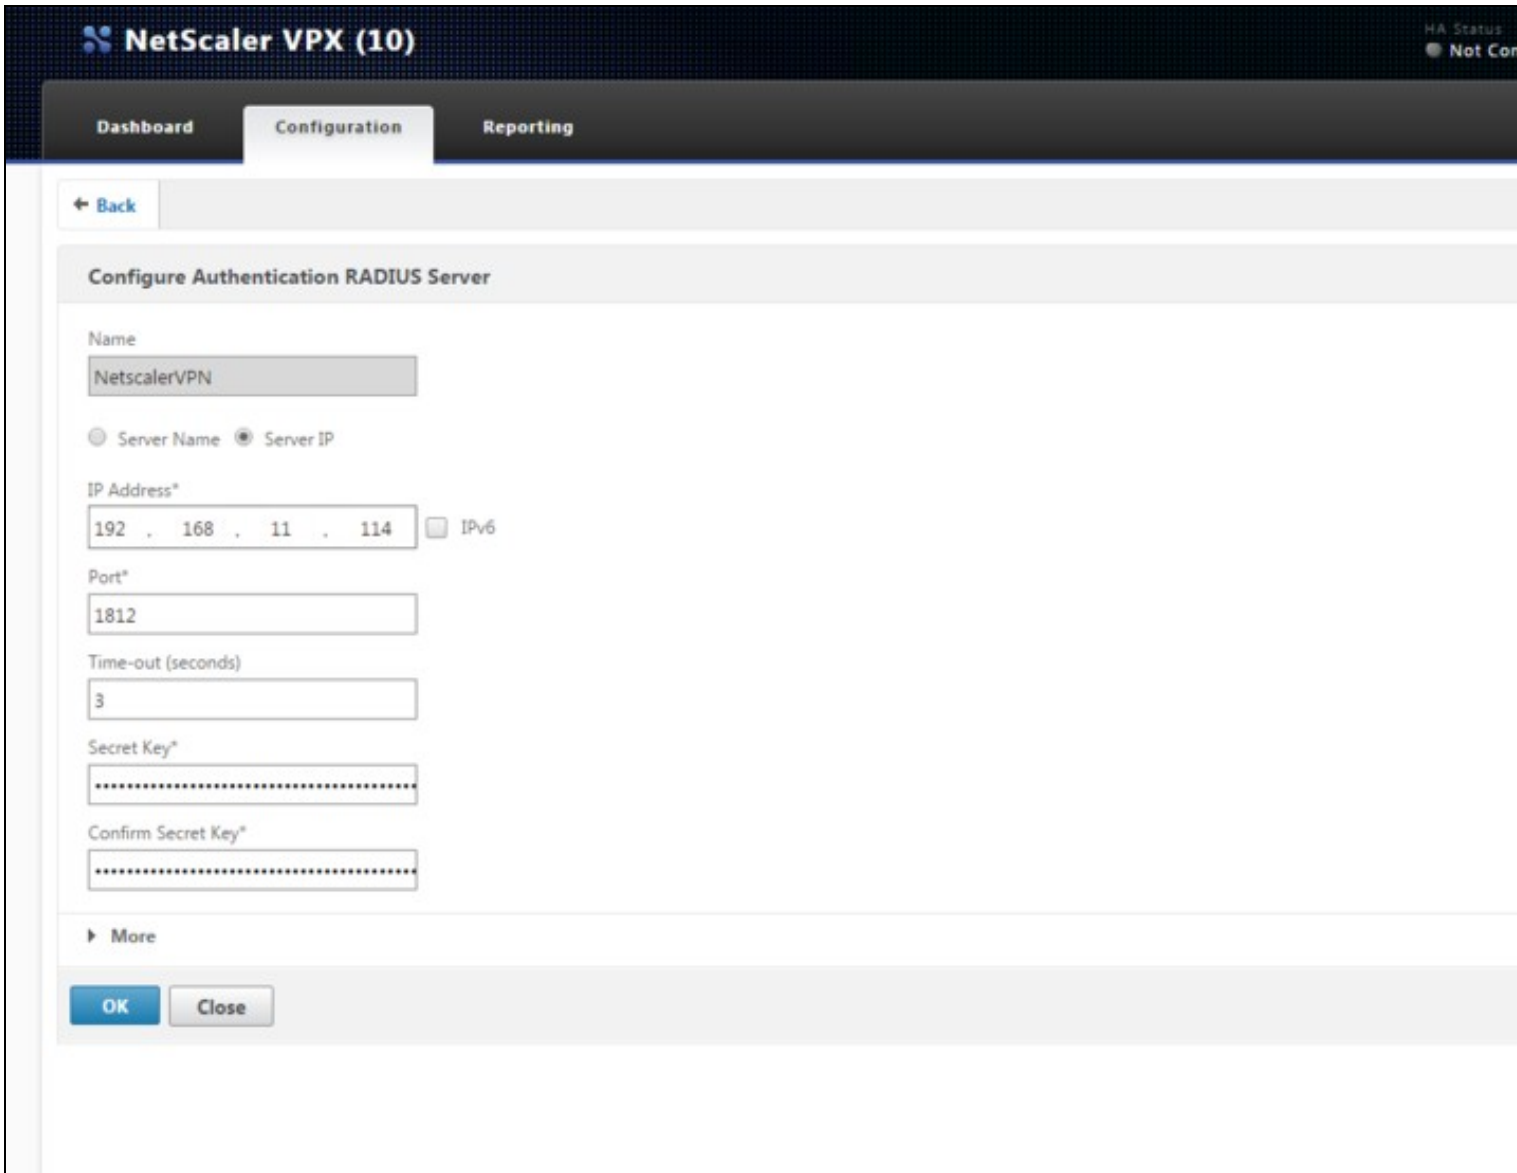 NetScaler VPX (10)
HA Status
Not Con
Dashboard
Configuration
Reporting
Back
Configure Authentication RADIUS Server
Name
NetscalerVPN
Server Name Server IP
IP Address*
192 . 168 . 11 . 114 IPv6
Port*
1812
Time-out (seconds)
3
Secret Key*
Confirm Secret Key*
More
OK
Close